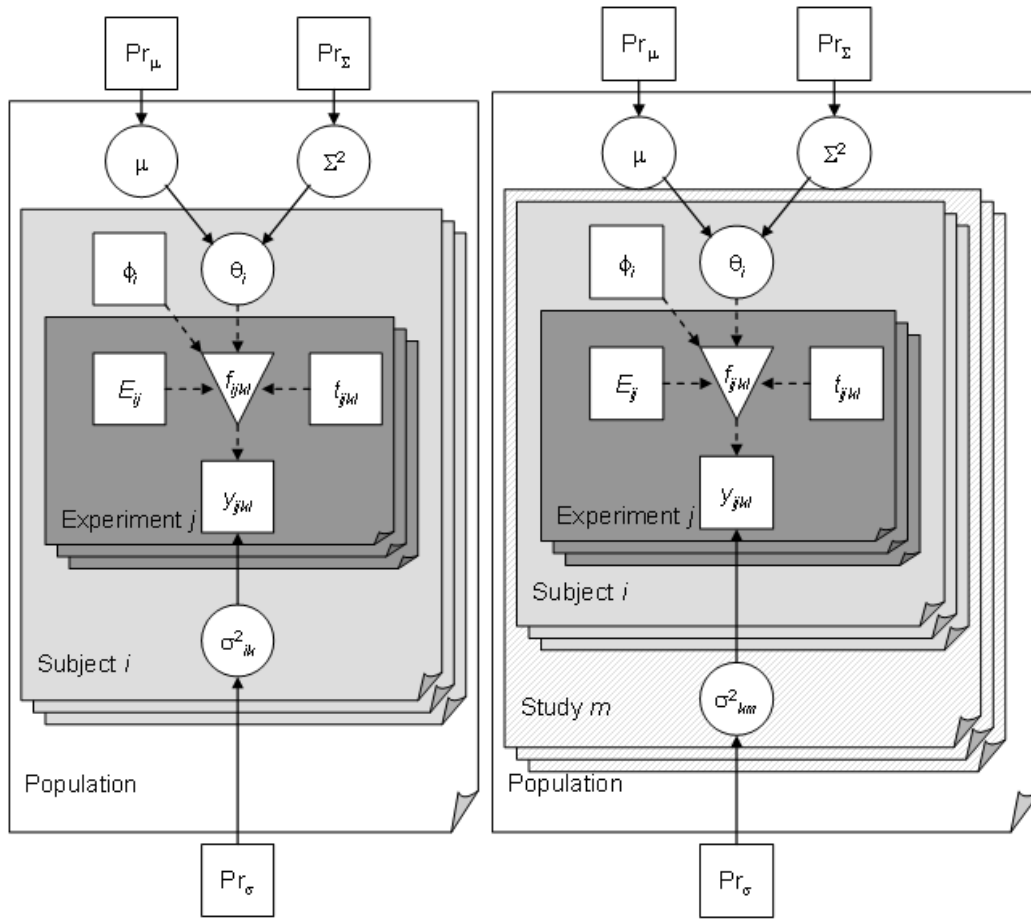 Pr_μ
Pr_Σ
μ
Σ²
ϕ_i
θ_i
E_ij
f_ijkl
t_ijkl
y_ijkl
Experiment j
σ²_ik
Subject i
Population
Pr_σ
Pr_μ
Pr_Σ
μ
Σ²
ϕ_i
θ_i
E_ij
f_ijkl
t_ijkl
y_ijkl
Experiment j
Subject i
σ²_km
Study m
Population
Pr_σ